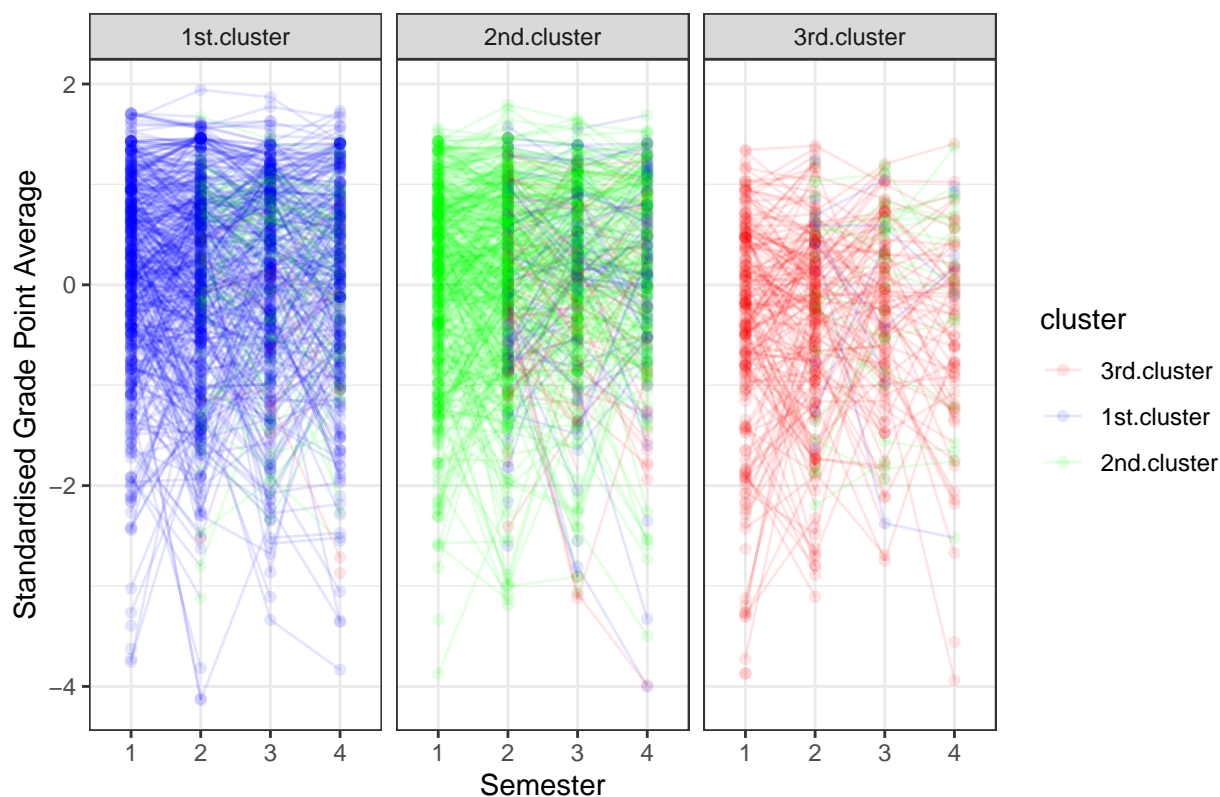 1st.cluster 2nd.cluster 3rd.cluster
Standardised Grade Point Average
2
0
−2
−4
1 2 3 4 1 2 3 4 1 2 3 4
Semester
cluster
3rd.cluster
1st.cluster
2nd.cluster